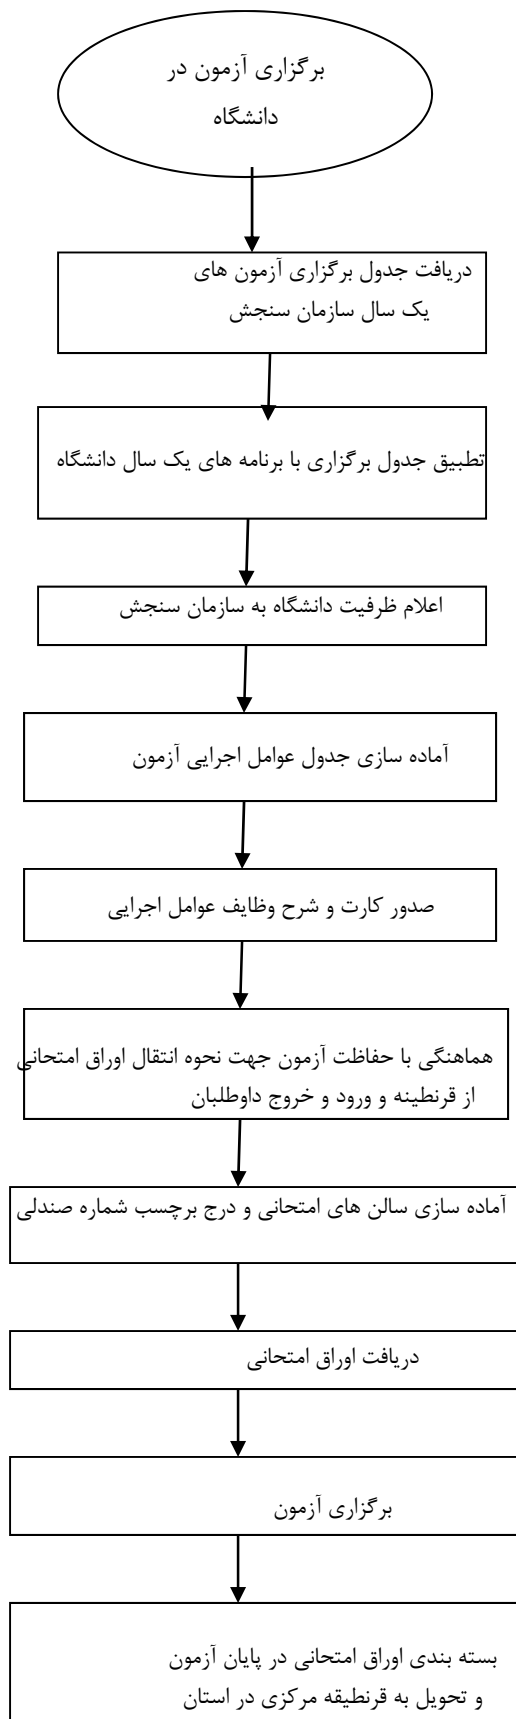 برگزاری آزمون در
دانشگاه
دریافت جدول برگزاری آزمون های
یک سال سازمان سنجش
تطبیق جدول برگزاری با برنامه های یک سال دانشگاه
اعلام ظرفیت دانشگاه به سازمان سنجش
آماده سازی جدول عوامل اجرایی آزمون
صدور کارت و شرح وظایف عوامل اجرایی
هماهنگی با حفاظت آزمون جهت نحوه انتقال اوراق امتحانی
از قرنطینه و ورود و خروج داوطلبان
آماده سازی سالن های امتحانی و درج برچسب شماره صندلی
دریافت اوراق امتحانی
برگزاری آزمون
بسته بندی اوراق امتحانی در پایان آزمون
و تحویل به قرنطیقه مرکزی در استان